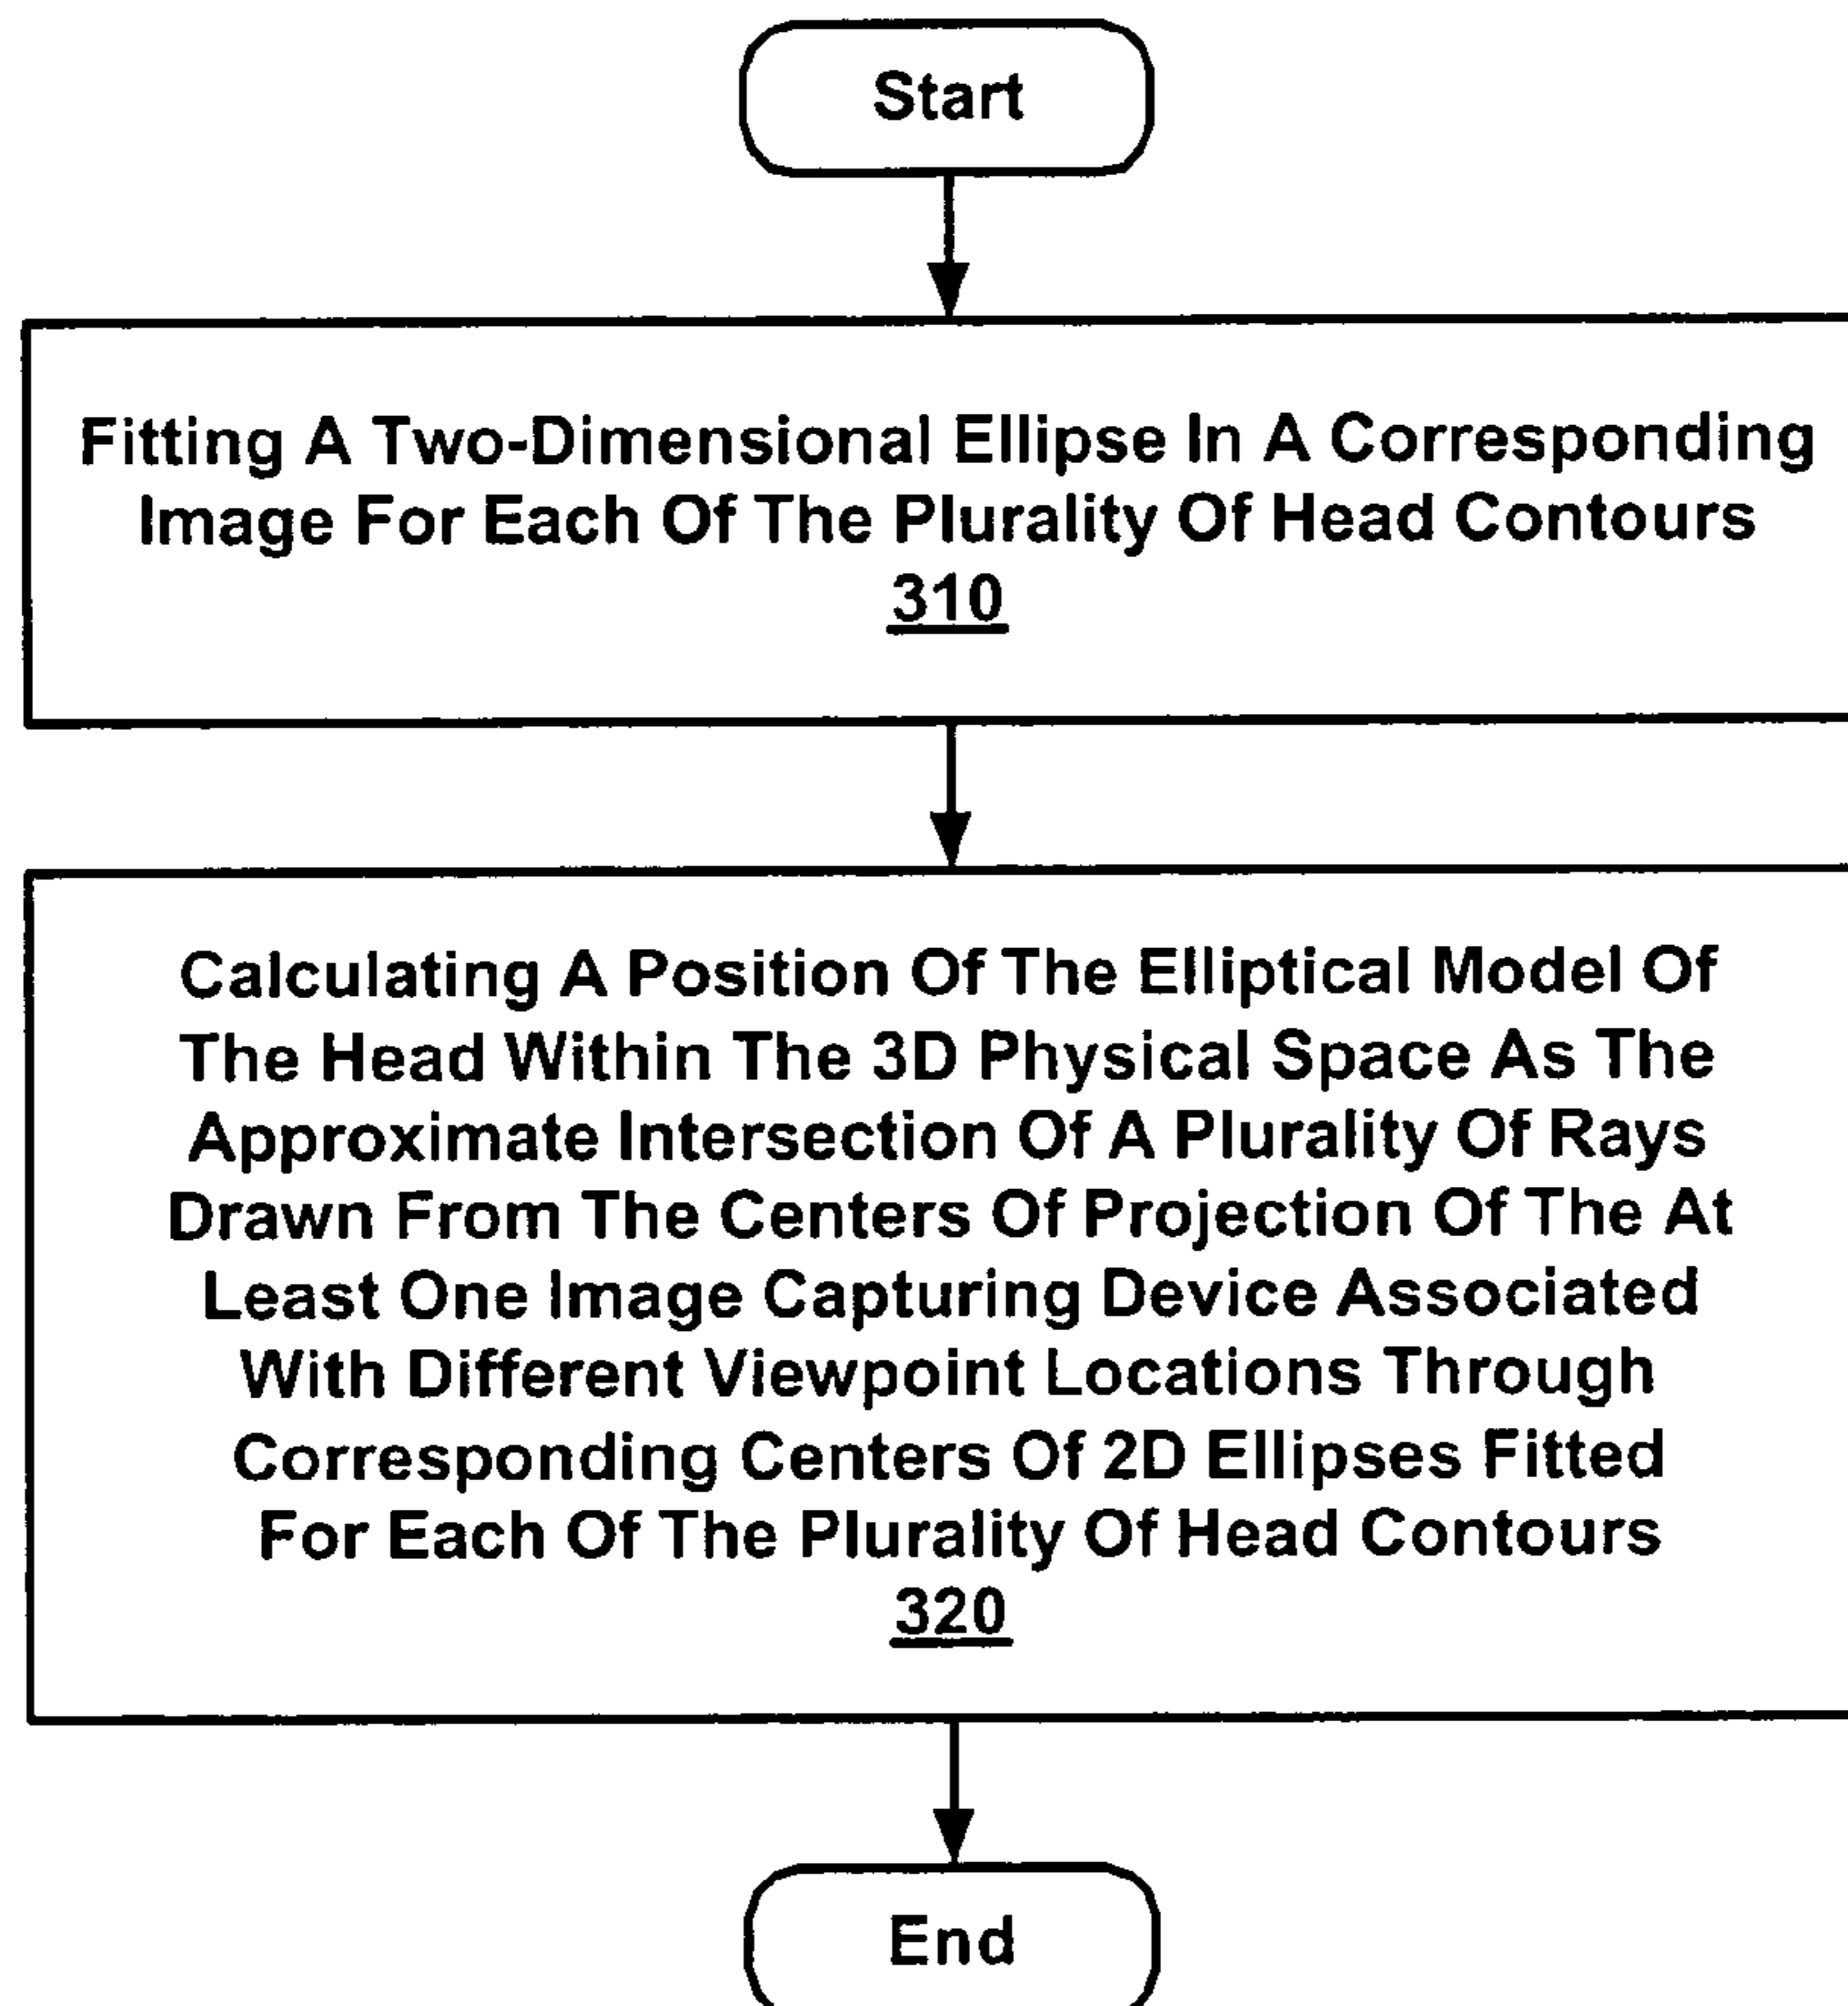 Start
Fitting A Two-Dimensional Ellipse In A Corresponding
Image For Each Of The Plurality Of Head Contours
310
Calculating A Position Of The Elliptical Model Of
The Head Within The 3D Physical Space As The
Approximate Intersection Of A Plurality Of Rays
Drawn From The Centers Of Projection Of The At
Least One Image Capturing Device Associated
With Different Viewpoint Locations Through
Corresponding Centers Of 2D Ellipses Fitted
For Each Of The Plurality Of Head Contours
320
End